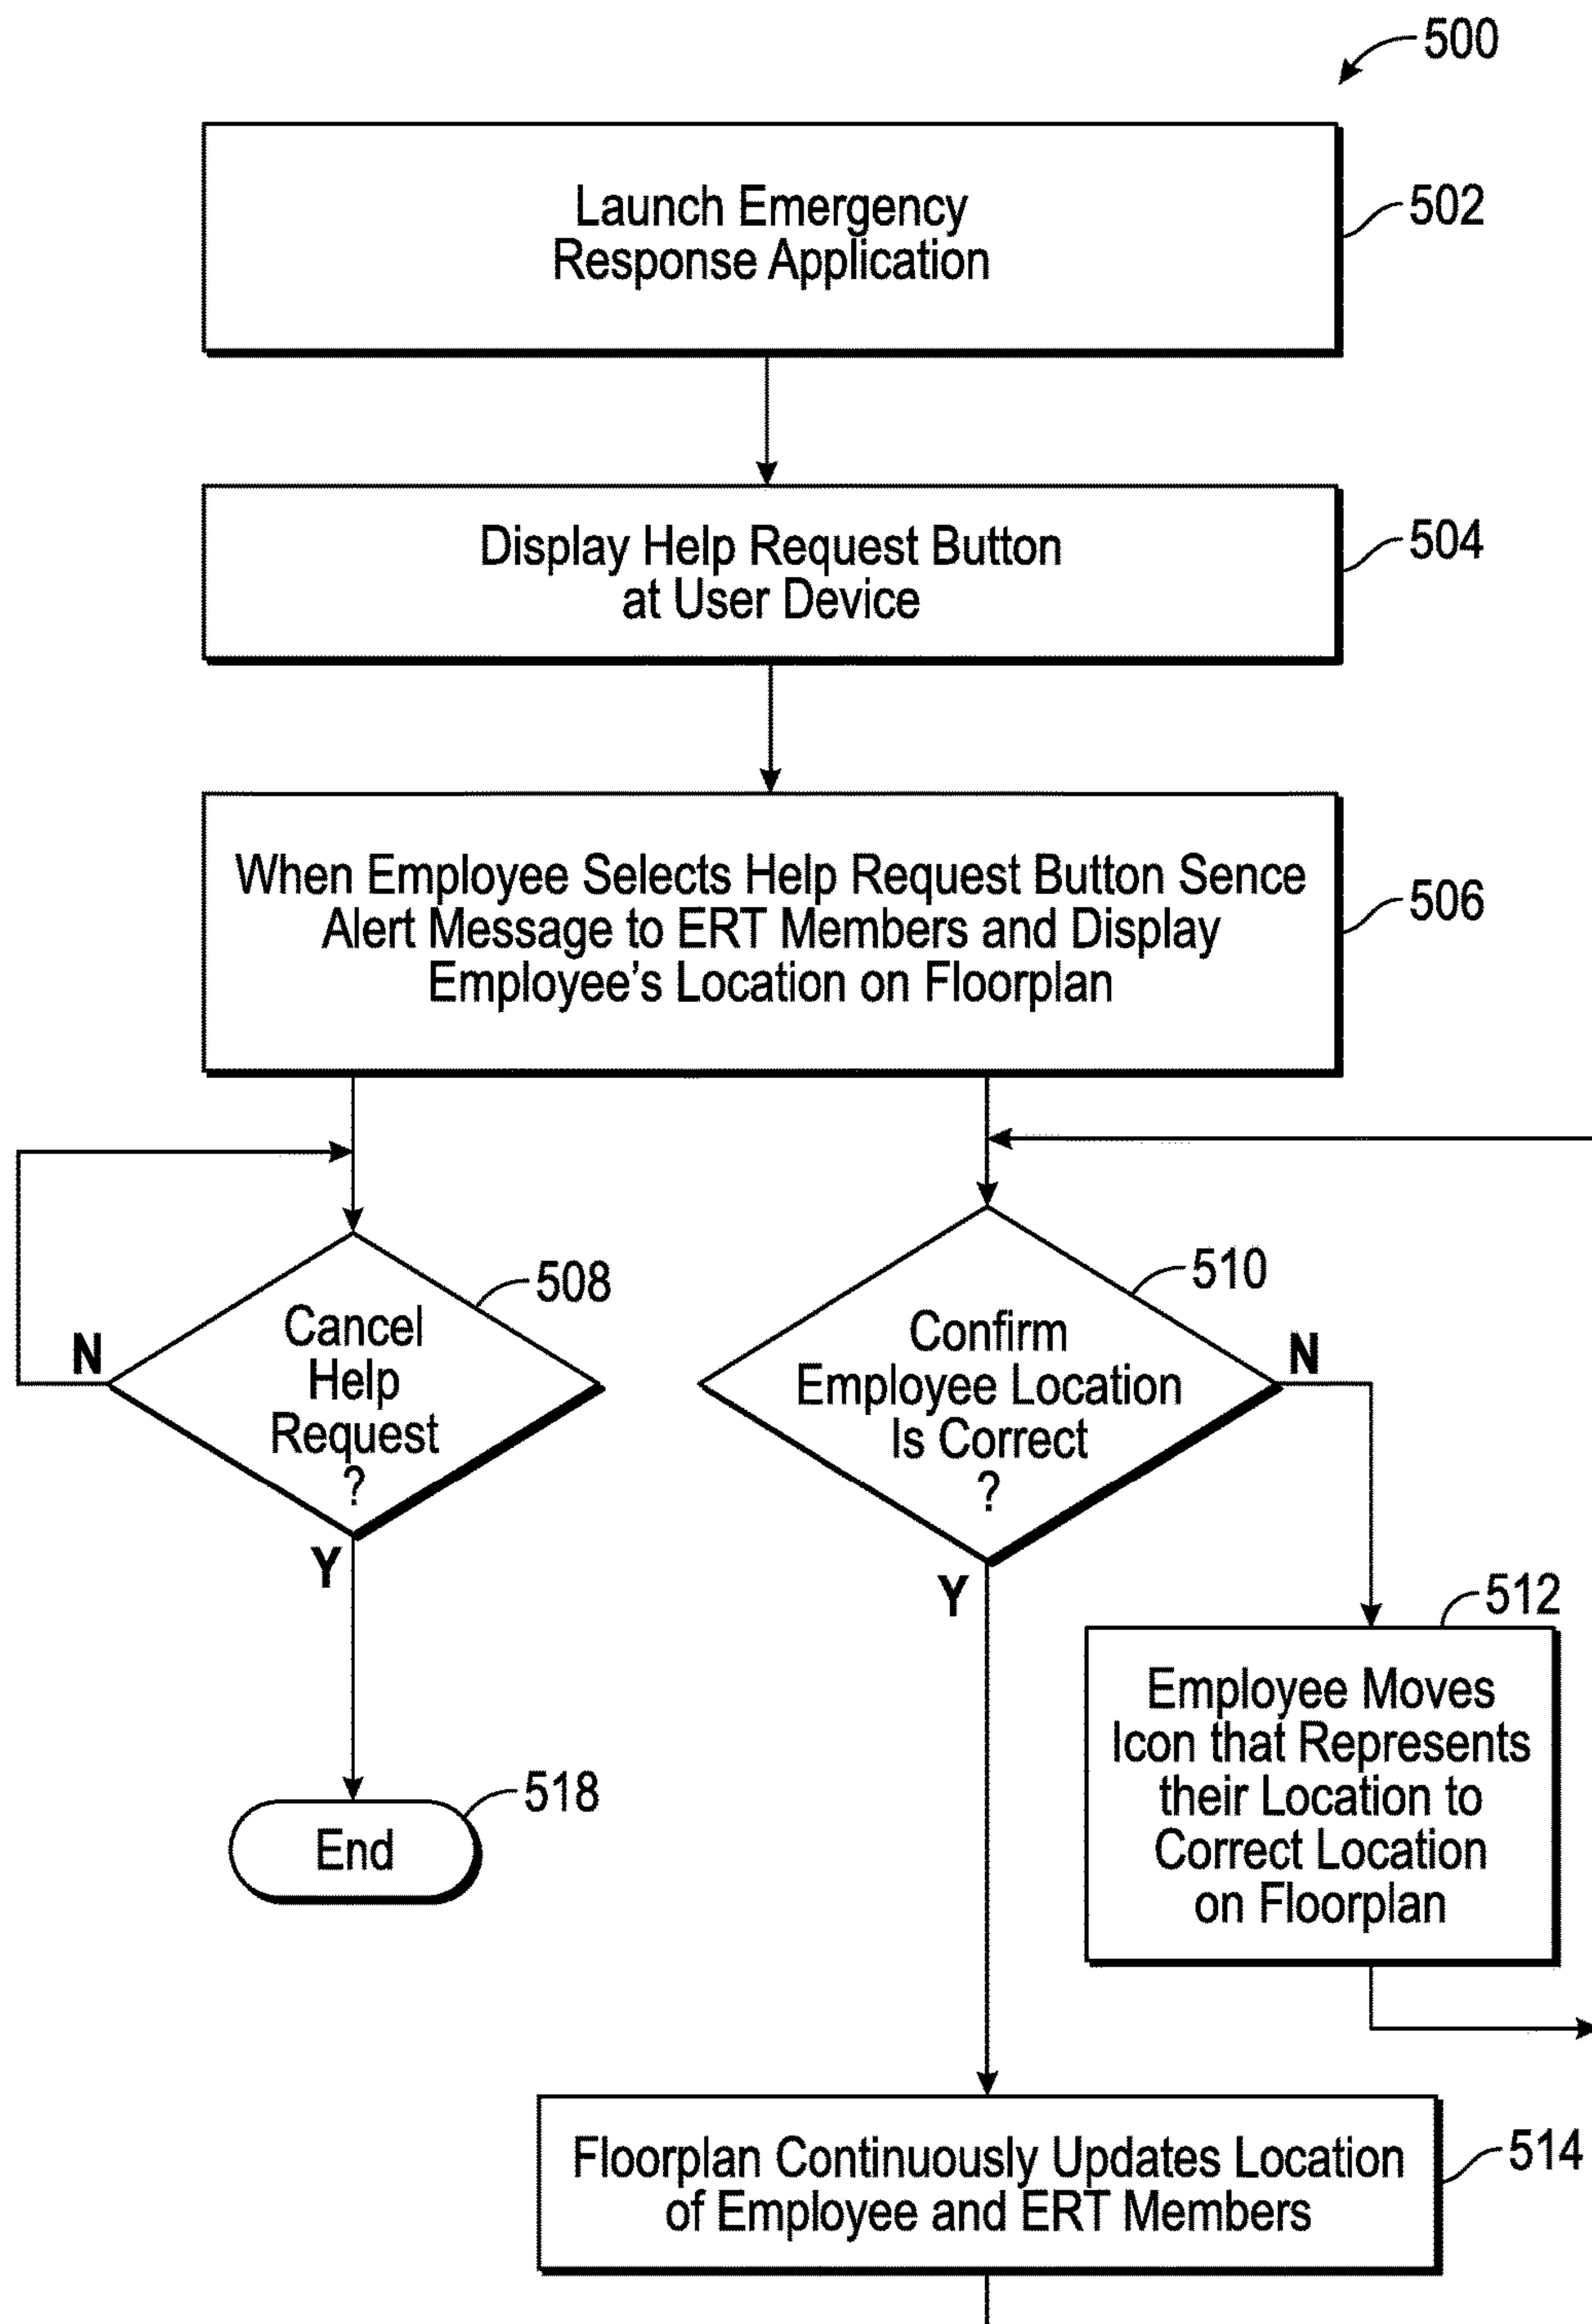 500
Launch Emergency
Response Application
502
Display Help Request Button
at User Device
504
When Employee Selects Help Request Button Sence
Alert Message to ERT Members and Display
Employee's Location on Floorplan
506
Cancel
Help
Request
?
508
N
Y
Confirm
Employee Location
Is Correct
?
510
N
Y
Employee Moves
Icon that Represents
their Location to
Correct Location
on Floorplan
512
End
518
Floorplan Continuously Updates Location
of Employee and ERT Members
514